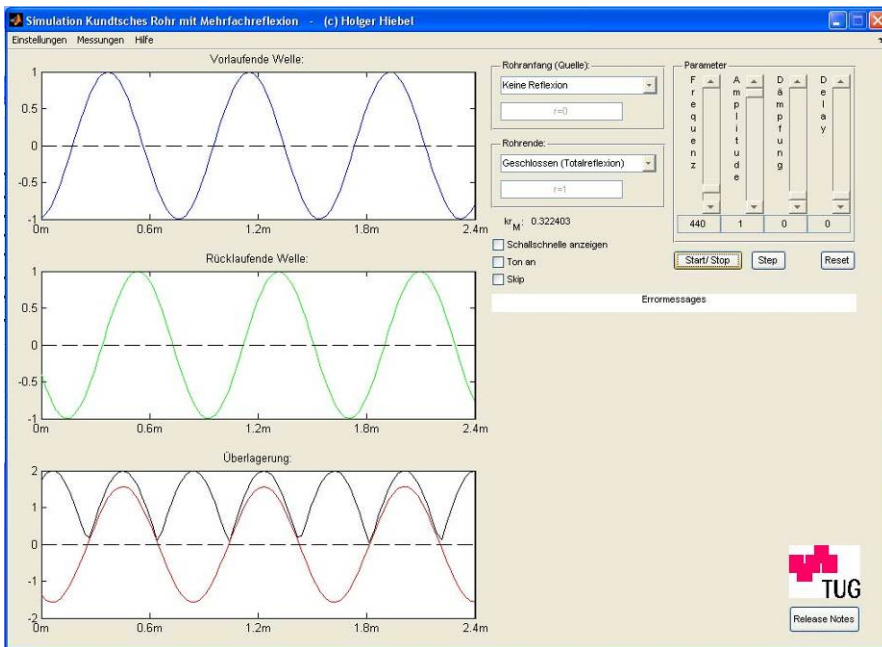 Simulation Kundtsches Rohr mit Mehrfachreflexion - (c) Holger Hiebel
Einstellungen Messungen Hilfe
Vorlaufende Welle:
1
0.5
0
-0.5
-1
0m 0.6m 1.2m 1.8m 2.4m
Rücklaufende Welle:
1
0.5
0
-0.5
-1
0m 0.6m 1.2m 1.8m 2.4m
Überlagerung:
2
1
0
-1
-2
0m 0.6m 1.2m 1.8m 2.4m
Rohranfang (Quelle):
Keine Reflexion
r=0
Rohrende:
Geschlossen (Totalreflexion)
r=1
kr_M: 0.322403
Schallschnelle anzeigen
Ton an
Skip
Parameter
Frequenz
Amplitude
Dämpfung
Delay
440 1 0 0
Start/Stop Step Reset
Errormessages
TUG
Release Notes